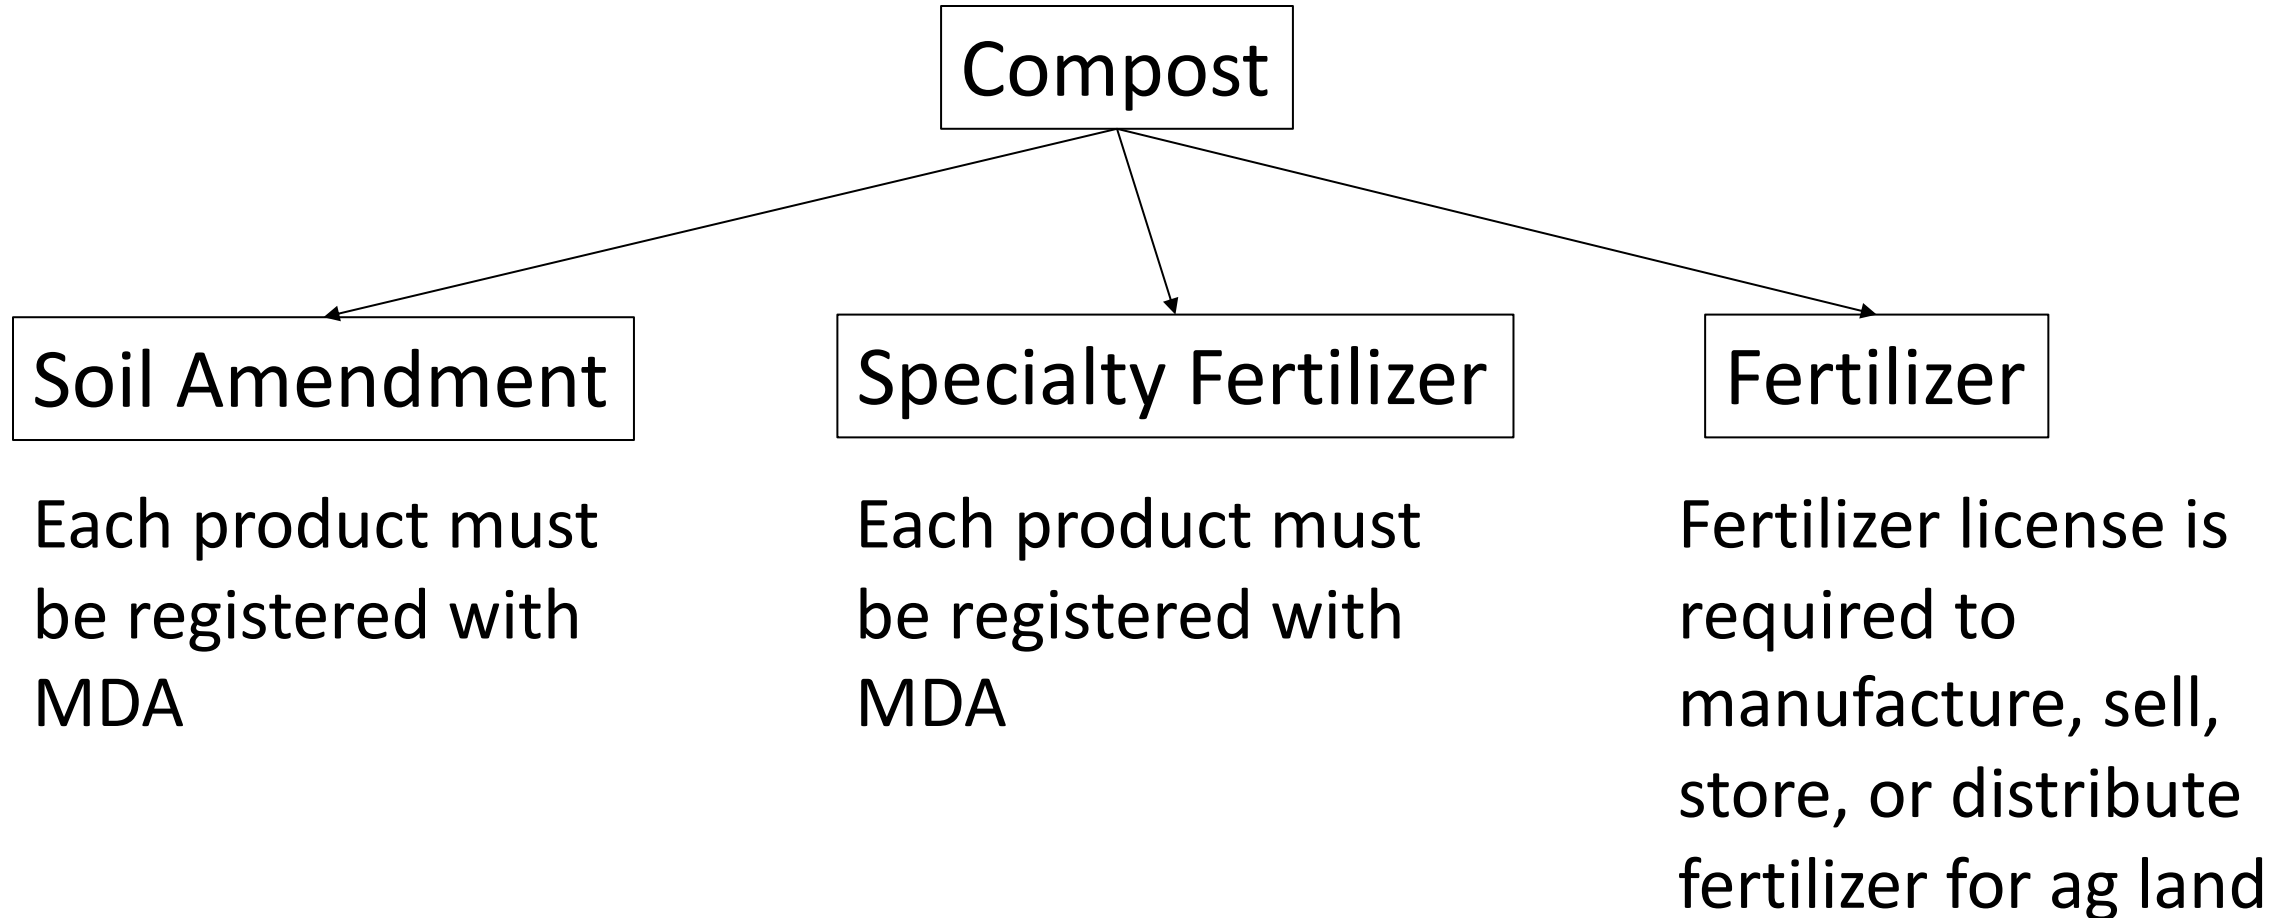 Compost
Soil Amendment
Specialty Fertilizer
Fertilizer
Each product must
be registered with
MDA
Each product must
be registered with
MDA
Fertilizer license is
required to
manufacture, sell,
store, or distribute
fertilizer for ag land